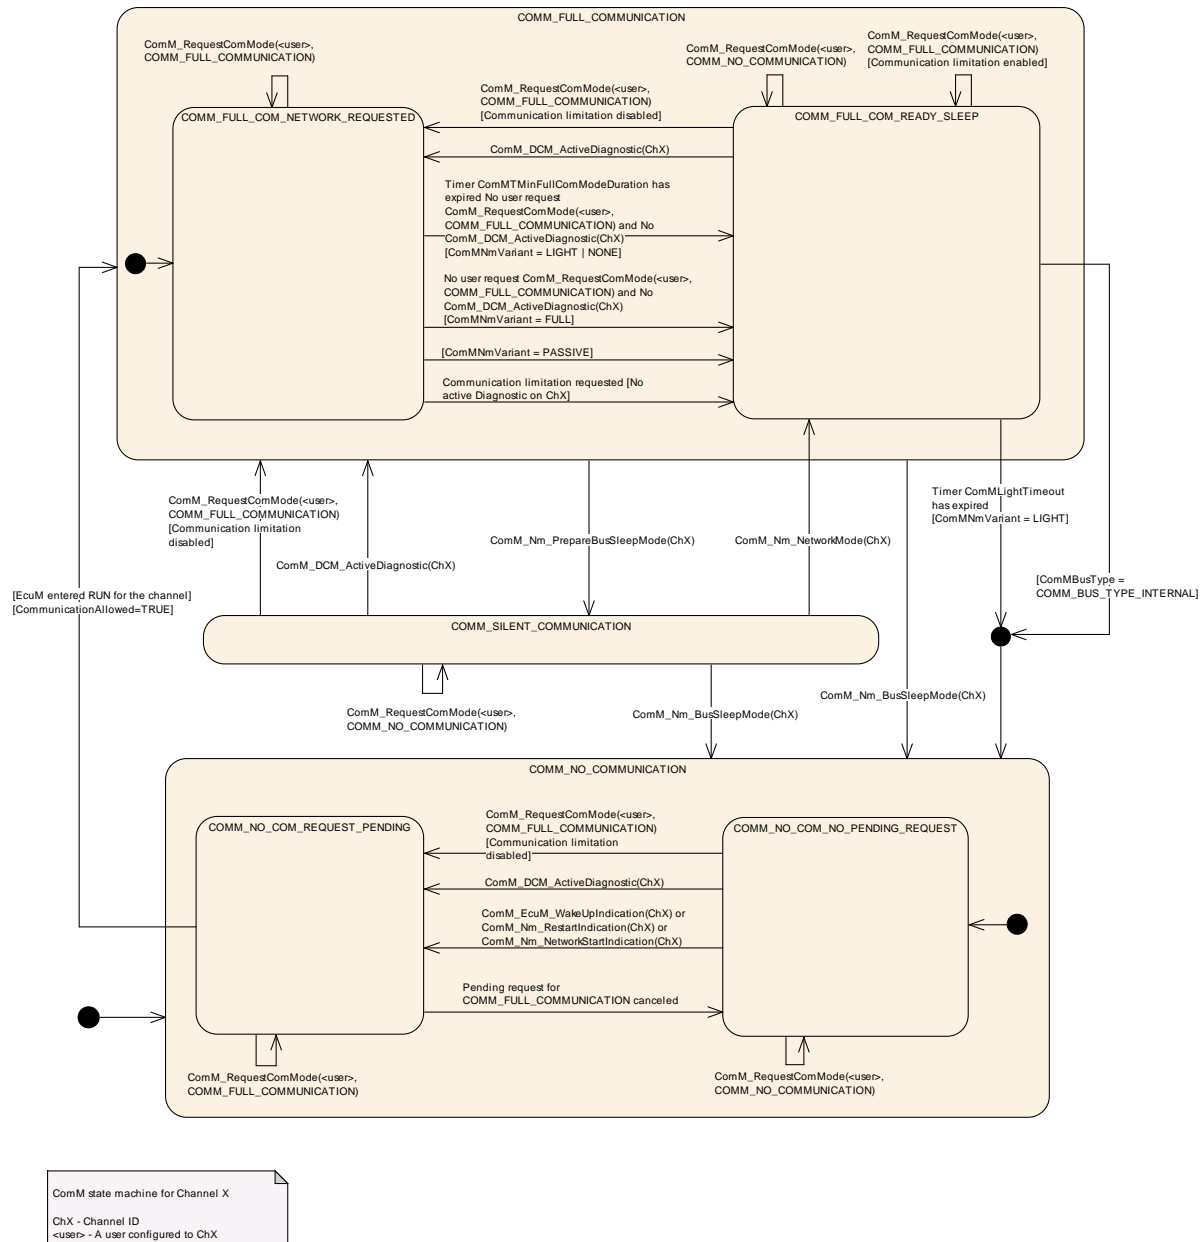 COMM_FULL_COMMUNICATION
ComM_RequestComMode(<user>,
COMM_FULL_COMMUNICATION)
ComM_RequestComMode(<user>,
COMM_NO_COMMUNICATION)
ComM_RequestComMode(<user>,
COMM_FULL_COMMUNICATION)
[Communication limitation enabled]
COMM_FULL_COM_NETWORK_REQUESTED
ComM_RequestComMode(<user>,
COMM_FULL_COMMUNICATION)
[Communication limitation disabled]
COMM_FULL_COM_READY_SLEEP
ComM_DCM_ActiveDiagnostic(ChX)
Timer ComMTMinFullComModeDuration has
expired No user request
ComM_RequestComMode(<user>,
COMM_FULL_COMMUNICATION) and No
ComM_DCM_ActiveDiagnostic(ChX)
[ComMNmVariant = LIGHT | NONE]
No user request ComM_RequestComMode(<user>,
COMM_FULL_COMMUNICATION) and No
ComM_DCM_ActiveDiagnostic(ChX)
[ComMNmVariant = FULL]
[ComMNmVariant = PASSIVE]
Communication limitation requested [No
active Diagnostic on ChX]
ComM_RequestComMode(<user>,
COMM_FULL_COMMUNICATION)
[Communication limitation
disabled]
ComM_DCM_ActiveDiagnostic(ChX)
ComM_Nm_PrepareBusSleepMode(ChX)
ComM_Nm_NetworkMode(ChX)
Timer ComMLightTimeout
has expired
[ComMNmVariant = LIGHT]
[ComMBusType =
COMM_BUS_TYPE_INTERNAL]
[EcuM entered RUN for the channel]
[CommunicationAllowed=TRUE]
COMM_SILENT_COMMUNICATION
ComM_RequestComMode(<user>,
COMM_NO_COMMUNICATION)
ComM_Nm_BusSleepMode(ChX)
ComM_Nm_BusSleepMode(ChX)
COMM_NO_COMMUNICATION
COMM_NO_COM_REQUEST_PENDING
ComM_RequestComMode(<user>,
COMM_FULL_COMMUNICATION)
[Communication limitation
disabled]
COMM_NO_COM_NO_PENDING_REQUEST
ComM_DCM_ActiveDiagnostic(ChX)
ComM_EcuM_WakeUpIndication(ChX) or
ComM_Nm_RestartIndication(ChX) or
ComM_Nm_NetworkStartIndication(ChX)
Pending request for
COMM_FULL_COMMUNICATION canceled
ComM_RequestComMode(<user>,
COMM_FULL_COMMUNICATION)
ComM_RequestComMode(<user>,
COMM_NO_COMMUNICATION)
ComM state machine for Channel X
ChX - Channel ID
<user> - A user configured to ChX